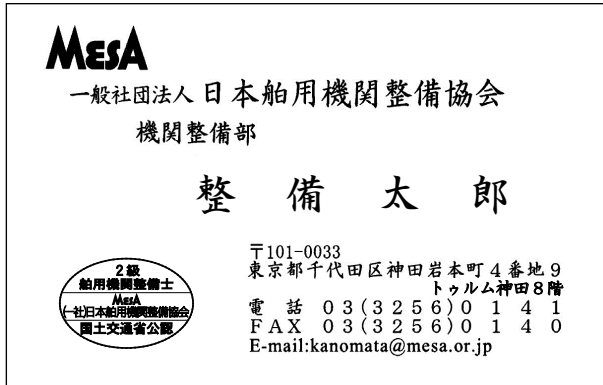 MESA
一般社団法人 日本舶用機関整備協会
機関整備部
整備太郎
〒101-0033
東京都千代田区神田岩本町4番地9
トゥルム神田8階
電話 03(3256)0141
FAX 03(3256)0140
E-mail:kanomata@mesa.or.jp
2級
舶用機関整備士
MESA
(一社)日本舶用機関整備協会
国土交通省公認